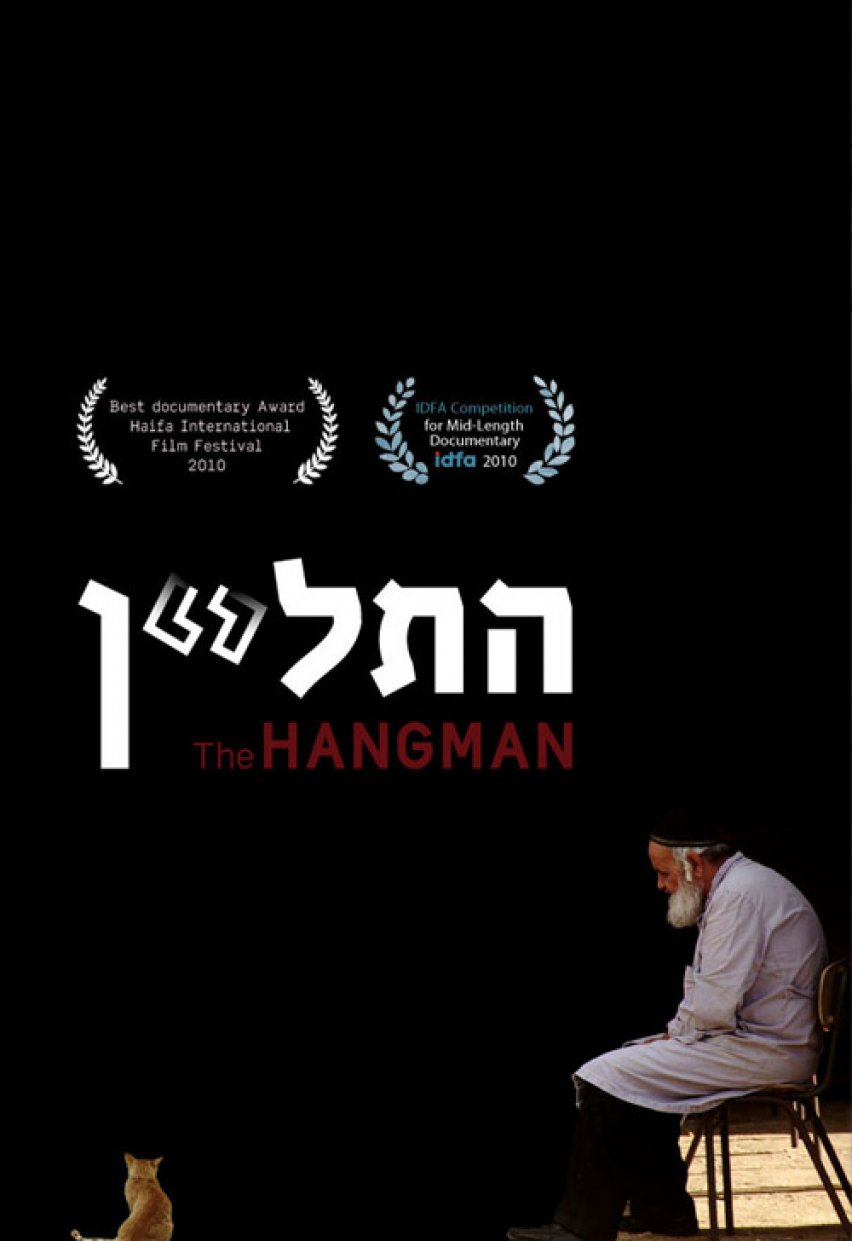 Best documentary Award
Haifa International
Film Festival
2010
IDFA Competition
for Mid-Length
Documentary
idfa 2010
התליין
The HANGMAN